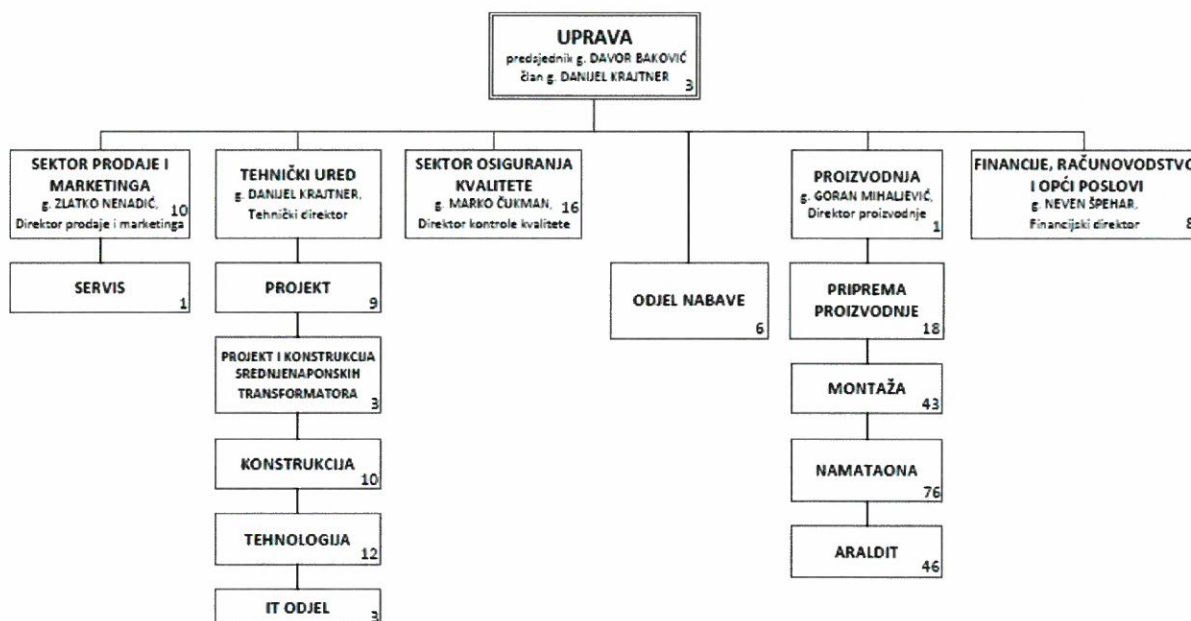 UPRAVA
predsjednik g. DAVOR BAKOVIĆ
član g. DANIJEL KRAJTNER
3
SEKTOR PRODAJE I
MARKETINGA
g. ZLATKO NENADIĆ,
10
Direktor prodaje i marketinga
SERVIS
1
TEHNIČKI URED
g. DANIJEL KRAJTNER,
Tehnički direktor
PROJEKT
9
PROJEKT I KONSTRUKCIJA
SREDNJENAPONSKIH
TRANSFORMATORA
3
KONSTRUKCIJA
10
TEHNOLOGIJA
12
IT ODJEL
3
SEKTOR OSIGURANJA
KVALITETE
g. MARKO ČUKMAN,
16
Direktor kontrole kvalitete
ODJEL NABAVE
6
PROIZVODNJA
g. GORAN MIHALJEVIĆ,
Direktor proizvodnje
1
PRIPREMA
PROIZVODNJE
18
MONTAŽA
43
NAMATAONA
76
ARALDIT
46
FINANCIJE, RAČUNOVODSTVO
I OPĆI POSLOVI
g. NEVEN ŠPEHAR,
Financijski direktor
8